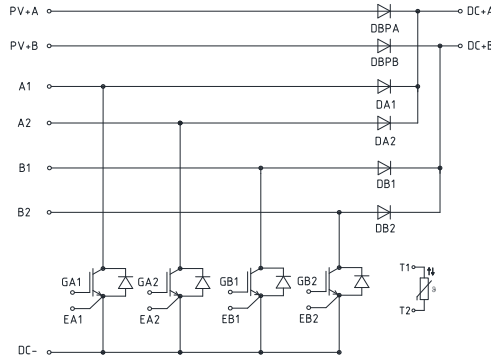 PV+A DC+A
DBPA
PV+B DC+B
DBPB
A1
DA1
A2
DA2
B1
DB1
B2
DB2
GA1 GA2 GB1 GB2 T1
EA1 EA2 EB1 EB2 T2
DC-